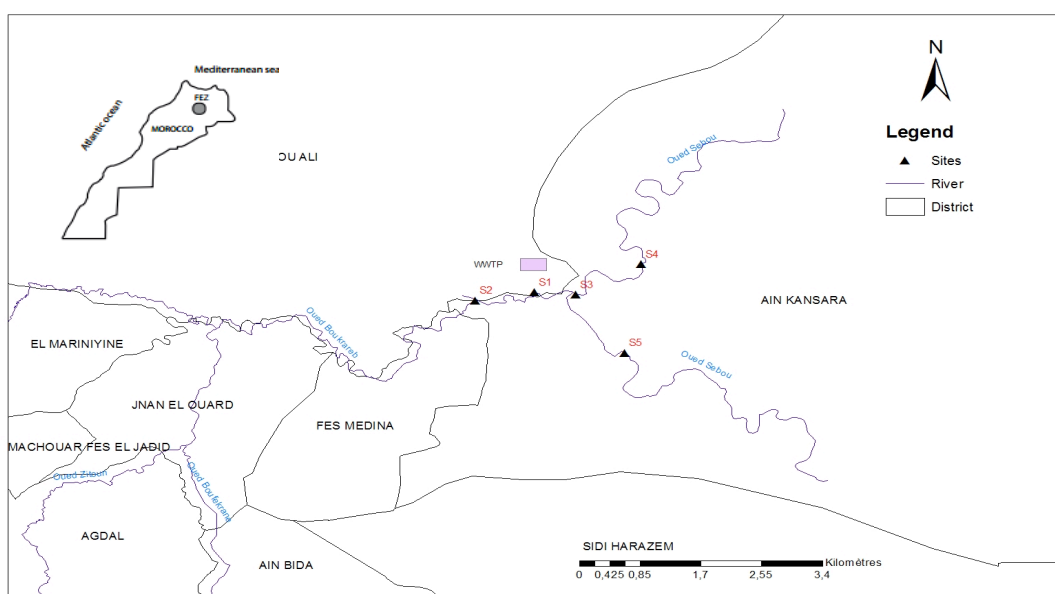 N
Mediterranean sea
FEZ
MOROCCO
Atlantic ocean
OU ALI
Legend
Sites
River
District
Oued Sebou
S4
WWTP
S1
S3
S2
AIN KANSARA
Oued Boukrareb
EL MARINIYINE
S5
Oued Sebou
JNAN EL OUARD
FES MEDINA
MACHOUAR FES EL JADID
Oued Zitoun
Oued Boufekrane
AGDAL
SIDI HARAZEM
AIN BIDA
Kilomètres
0 0,425 0,85 1,7 2,55 3,4